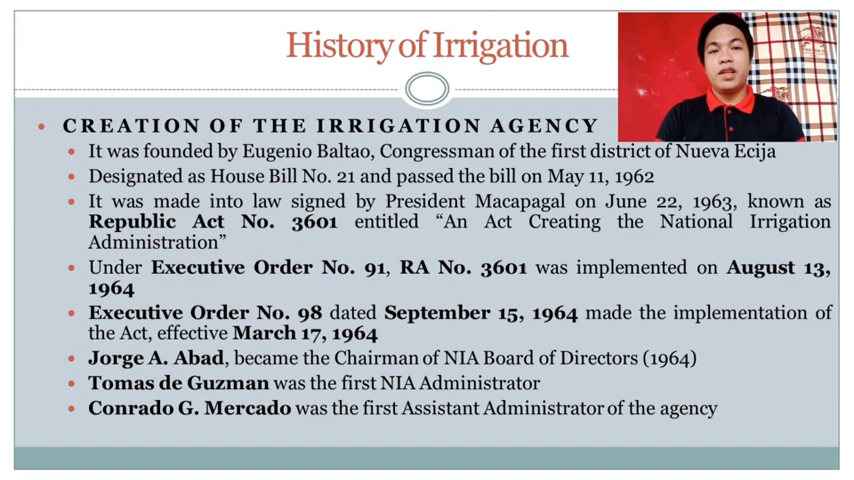 History of Irrigation
• CREATION OF THE IRRIGATION AGENCY
• It was founded by Eugenio Baltao, Congressman of the first district of Nueva Ecija
• Designated as House Bill No. 21 and passed the bill on May 11, 1962
• It was made into law signed by President Macapagal on June 22, 1963, known as
Republic Act No. 3601 entitled “An Act Creating the National Irrigation
Administration”
• Under Executive Order No. 91, RA No. 3601 was implemented on August 13,
1964
• Executive Order No. 98 dated September 15, 1964 made the implementation of
the Act, effective March 17, 1964
• Jorge A. Abad, became the Chairman of NIA Board of Directors (1964)
• Tomas de Guzman was the first NIA Administrator
• Conrado G. Mercado was the first Assistant Administrator of the agency